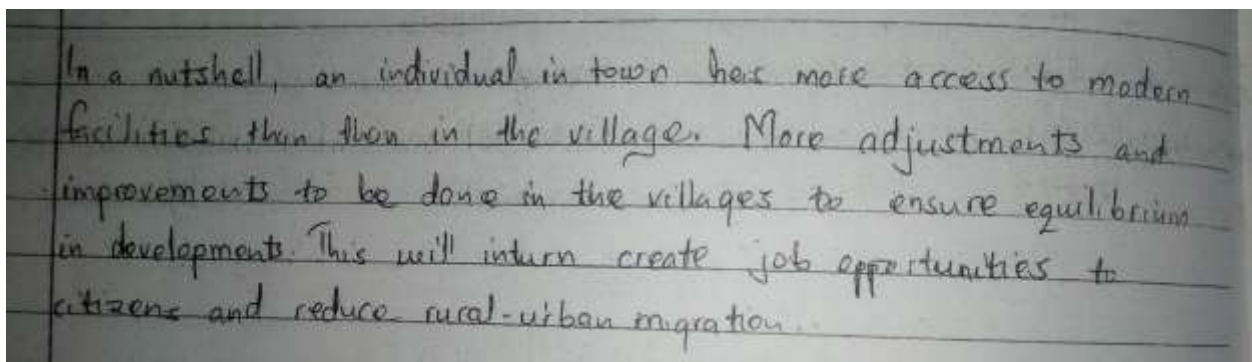 In a nutshell, an individual in town has more access to modern
facilities than then in the village. More adjustments and
improvements to be done in the villages to ensure equilibrium
in developments. This will inturn create job opportunities to
citizens and reduce rural-urban migration.